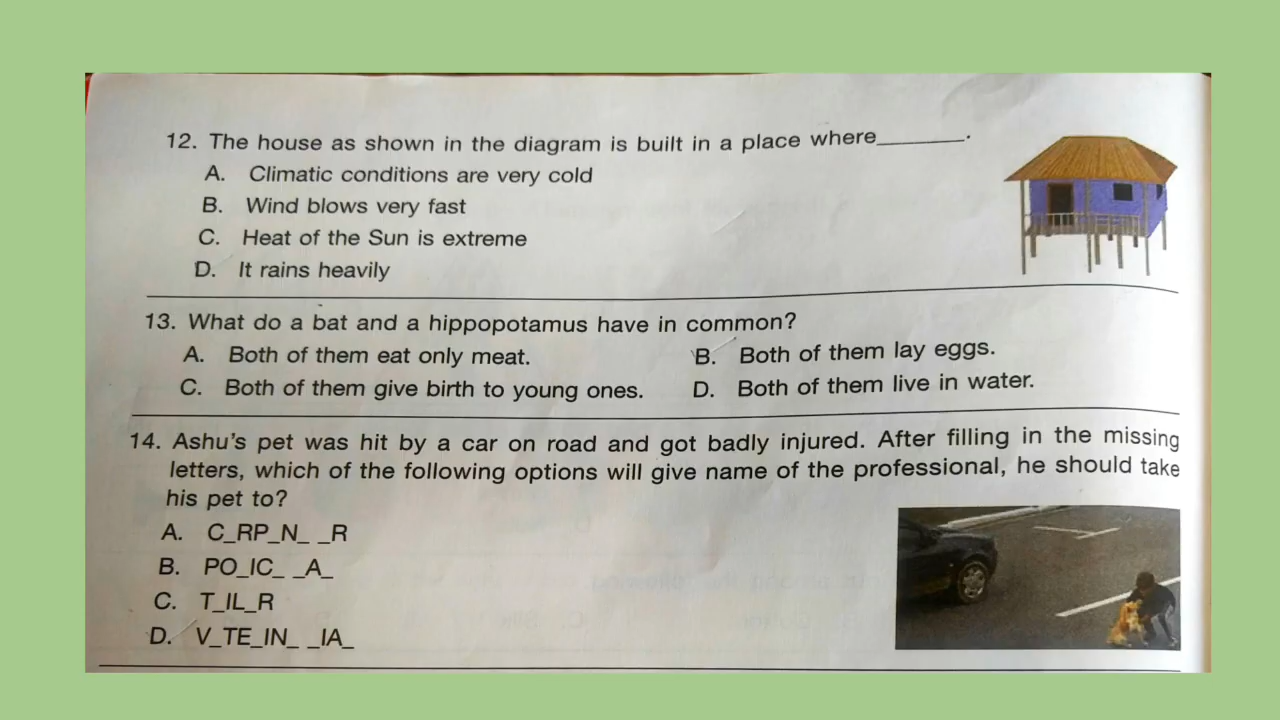 12. The house as shown in the diagram is built in a place where_______.
A. Climatic conditions are very cold
B. Wind blows very fast
C. Heat of the Sun is extreme
D. It rains heavily
13. What do a bat and a hippopotamus have in common?
A. Both of them eat only meat. B. Both of them lay eggs.
C. Both of them give birth to young ones. D. Both of them live in water.
14. Ashu's pet was hit by a car on road and got badly injured. After filling in the missing
letters, which of the following options will give name of the professional, he should take
his pet to?
A. C_RP_N_ _R
B. PO_IC_ _A_
C. T_IL_R
D. V_TE_IN_ _IA_